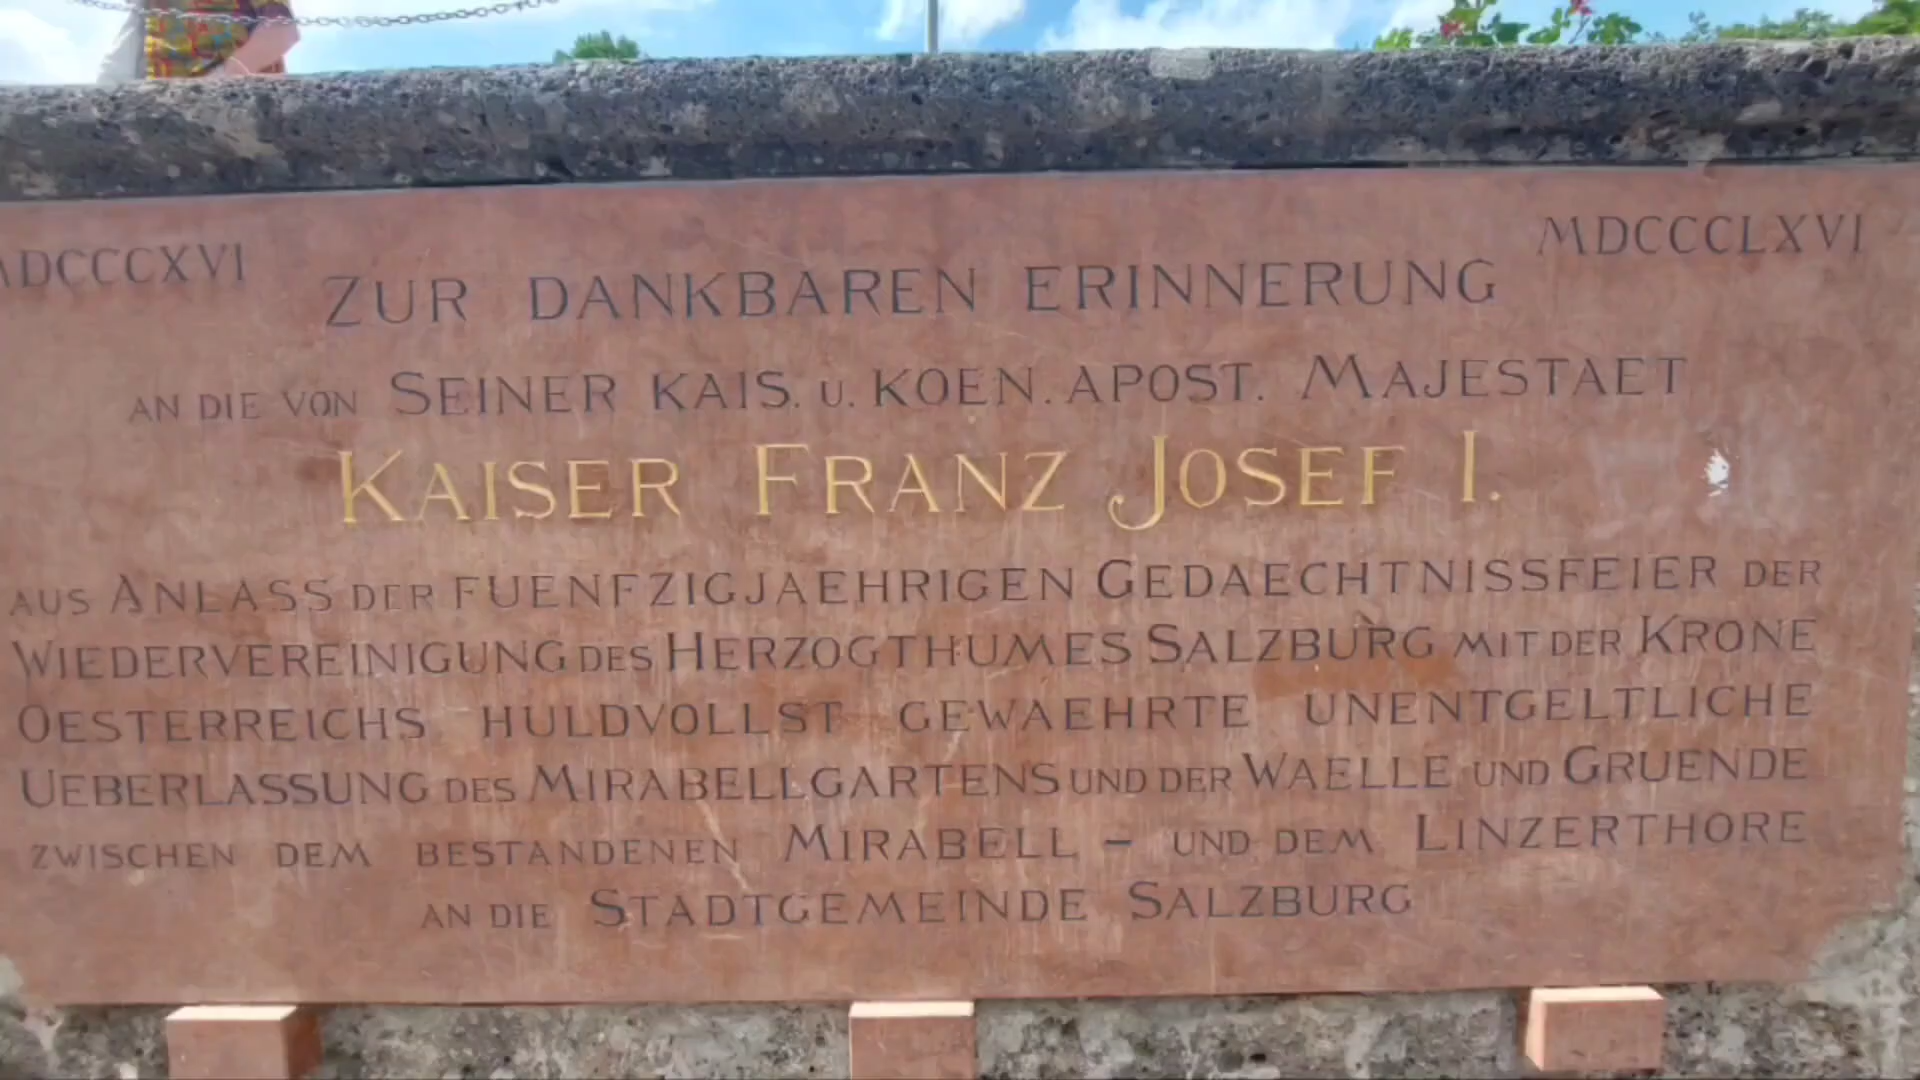 MDCCCXVI MDCCCLXVI
ZUR DANKBAREN ERINNERUNG
AN DIE VON SEINER KAIS. U. KOEN. APOST. MAJESTAET
KAISER FRANZ JOSEF I.
AUS ANLASS DER FUENFZIGJAEHRIGEN GEDAECHTNISSFEIER DER
WIEDERVEREINIGUNG DES HERZOGTHUMES SALZBURG MIT DER KRONE
OESTERREICHS HULDVOLLST GEWAEHRTE UNENTGELTLICHE
UEBERLASSUNG DES MIRABELLGARTENS UND DER WAELLE UND GRUENDE
ZWISCHEN DEM BESTANDENEN MIRABELL – UND DEM LINZERTHORE
AN DIE STADTGEMEINDE SALZBURG